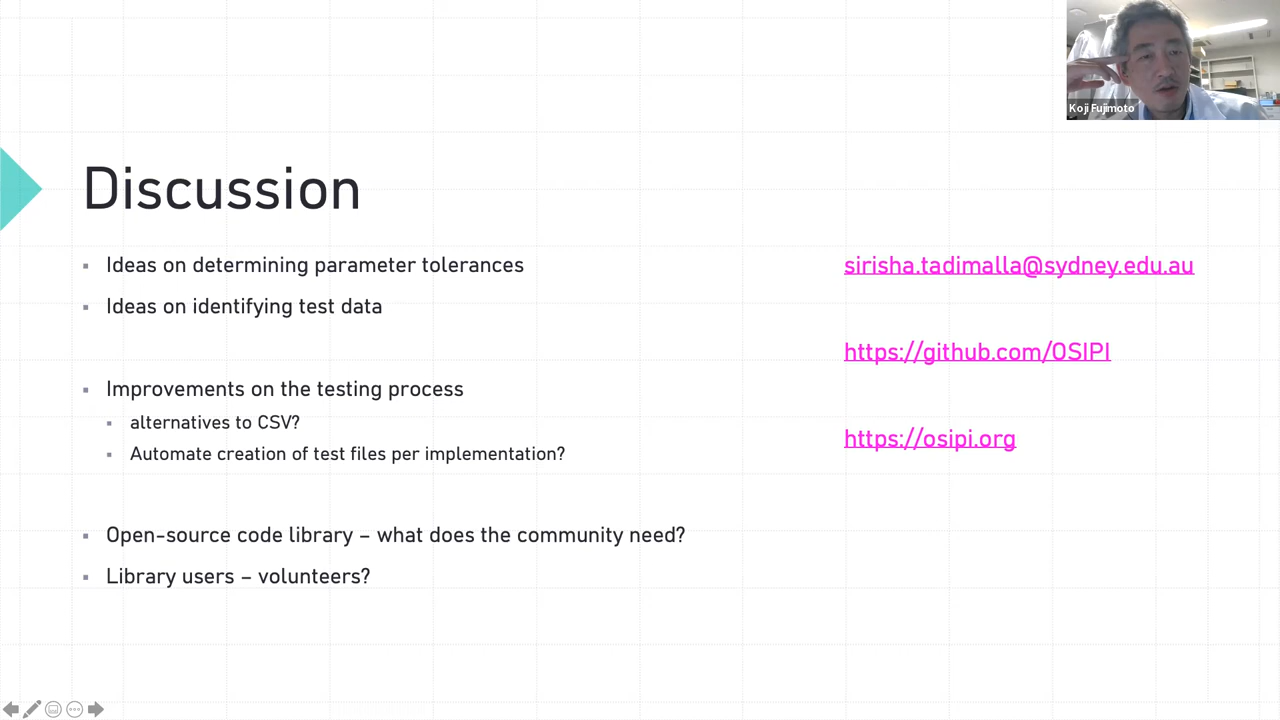 Koji Fujimoto
Discussion
Ideas on determining parameter tolerances
Ideas on identifying test data
Improvements on the testing process
alternatives to CSV?
Automate creation of test files per implementation?
Open-source code library – what does the community need?
Library users – volunteers?
sirisha.tadimalla@sydney.edu.au
https://github.com/OSIPI
https://osipi.org